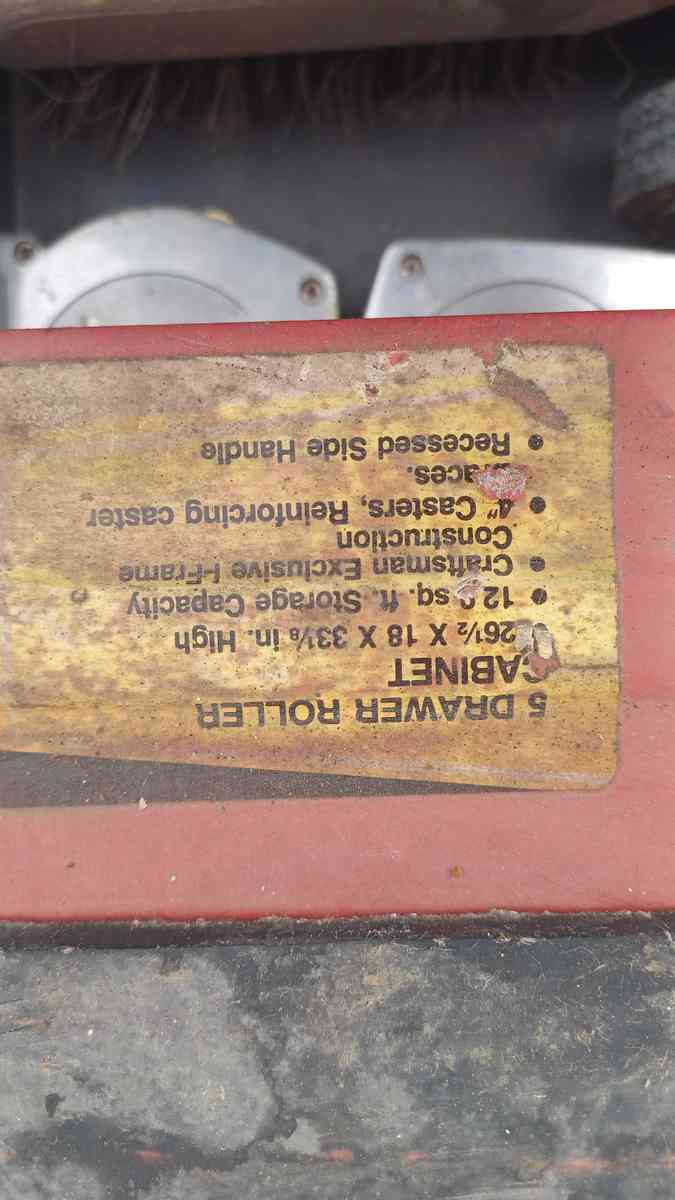 5 DRAWER ROLLER
CABINET
26½ X 18 X 33⅛ in. High
• sq. ft. Storage Capacity
• Craftsman Exclusive I-Frame
Construction
• 4" Casters, Reinforcing caster
braces.
• Recessed Side Handle